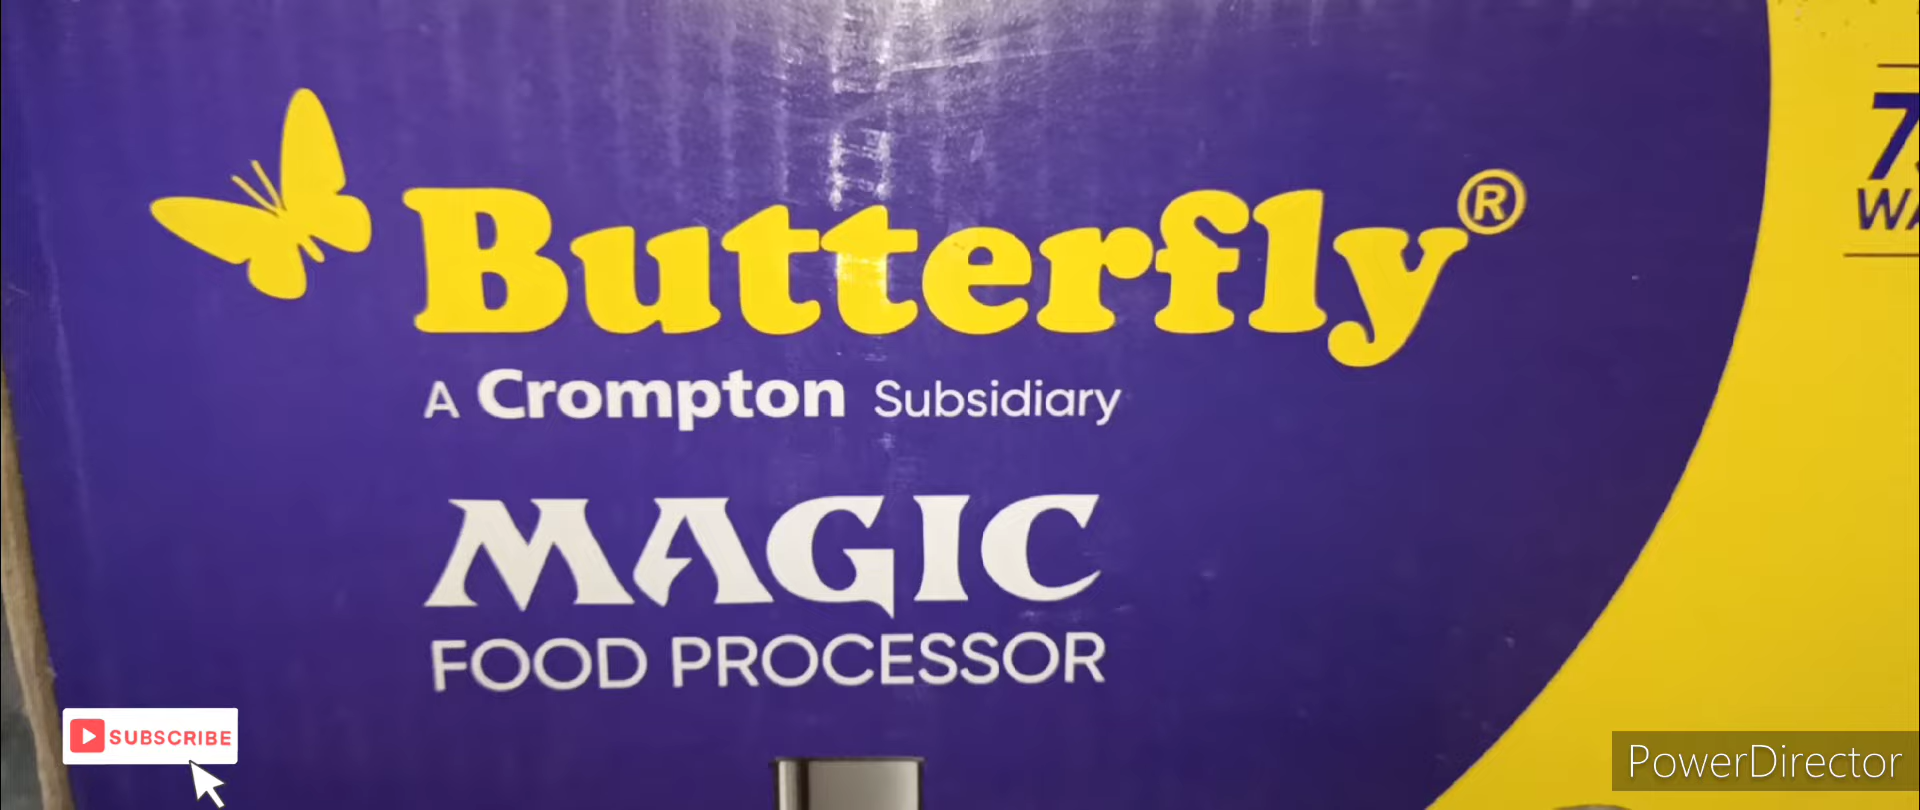 Butterfly®
A Crompton Subsidiary
MAGIC
FOOD PROCESSOR
SUBSCRIBE
PowerDirector